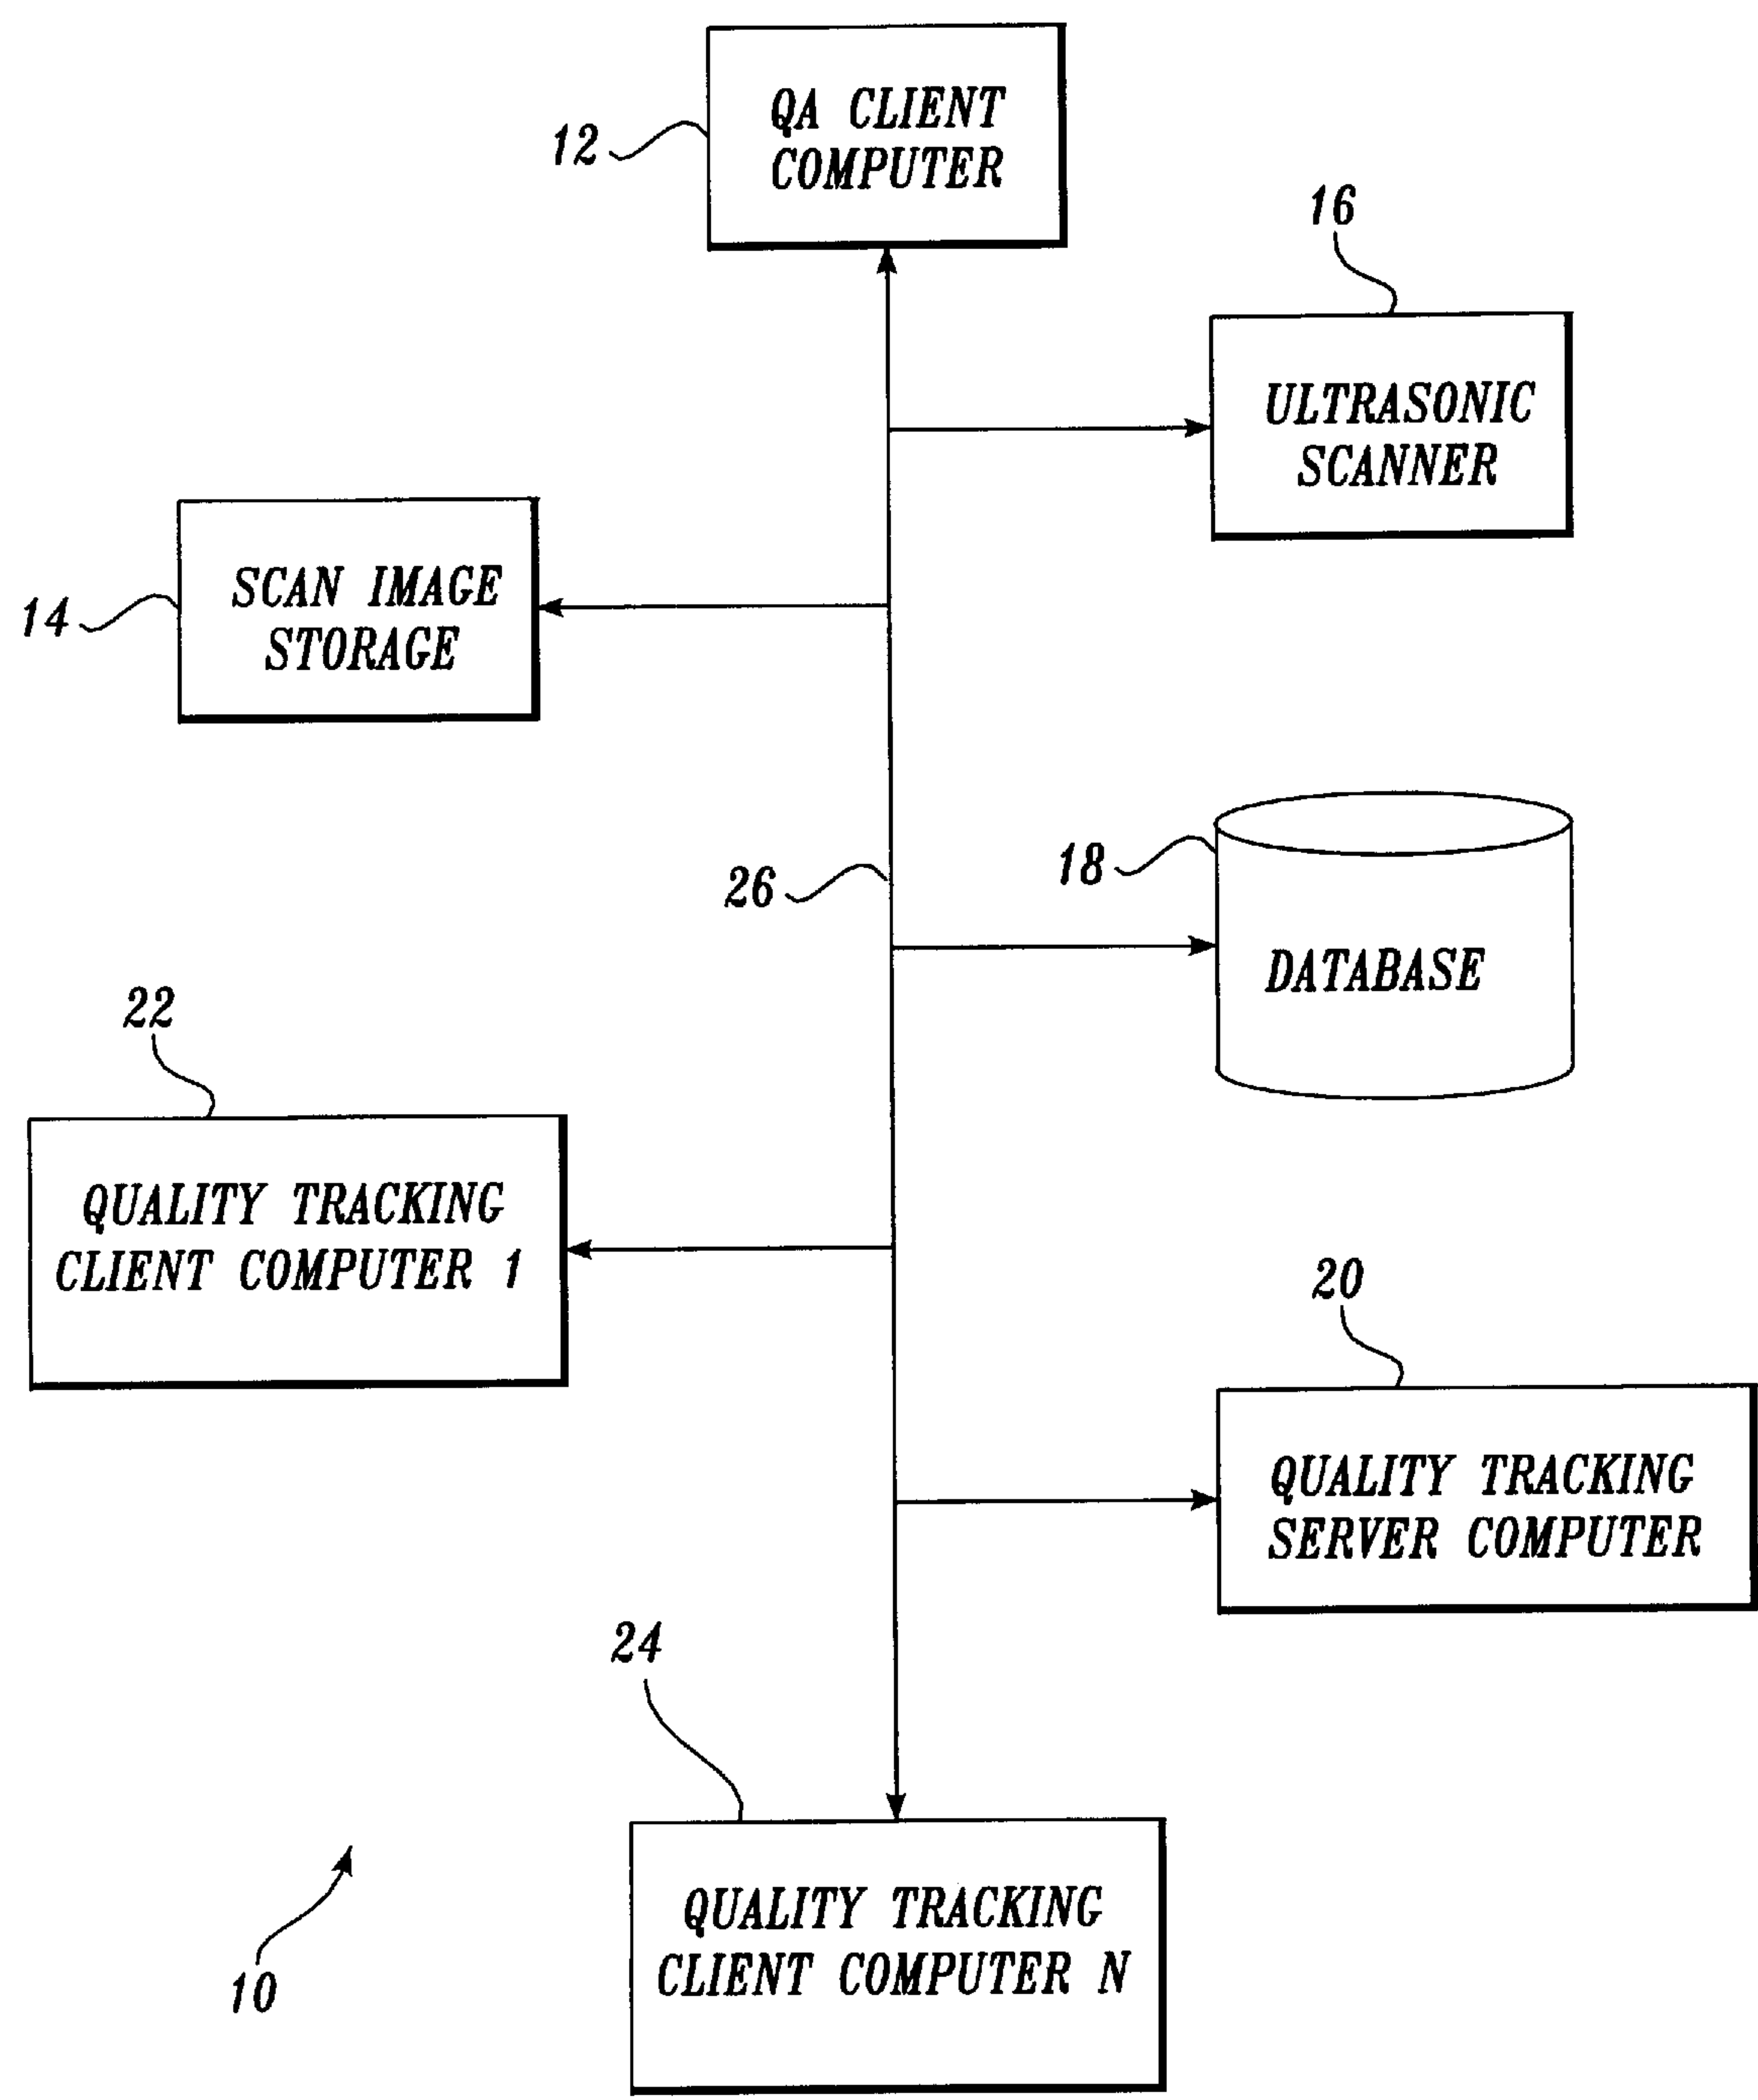 QA CLIENT
COMPUTER
12
16
ULTRASONIC
SCANNER
SCAN IMAGE
STORAGE
14
26
18
DATABASE
22
QUALITY TRACKING
CLIENT COMPUTER 1
20
QUALITY TRACKING
SERVER COMPUTER
24
QUALITY TRACKING
CLIENT COMPUTER N
10